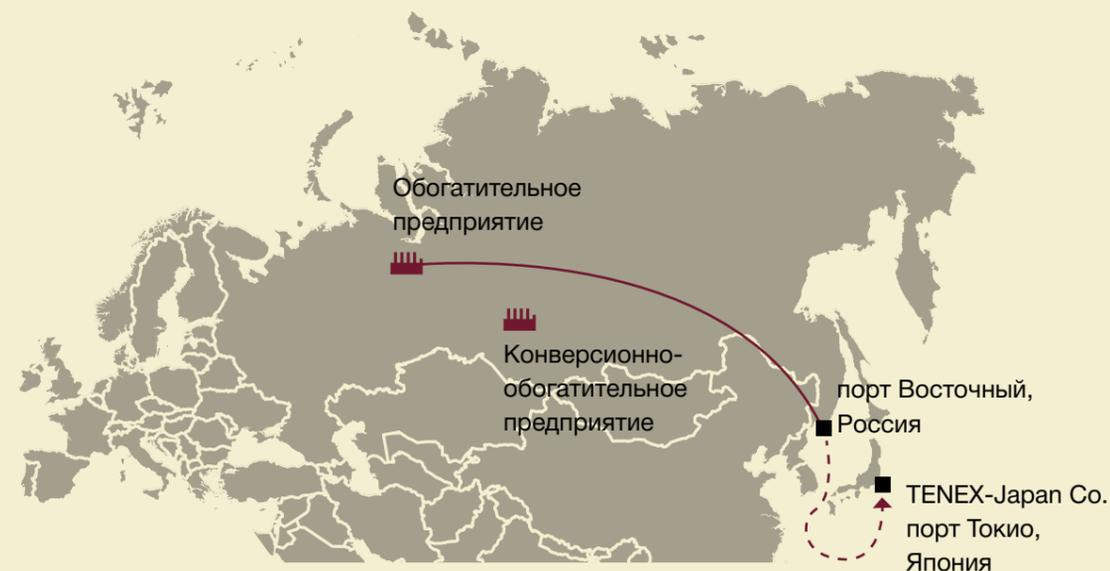 Обогатительное
предприятие
Конверсионно-
обогатительное
предприятие
порт Восточный,
Россия
TENEX-Japan Co.
порт Токио,
Япония